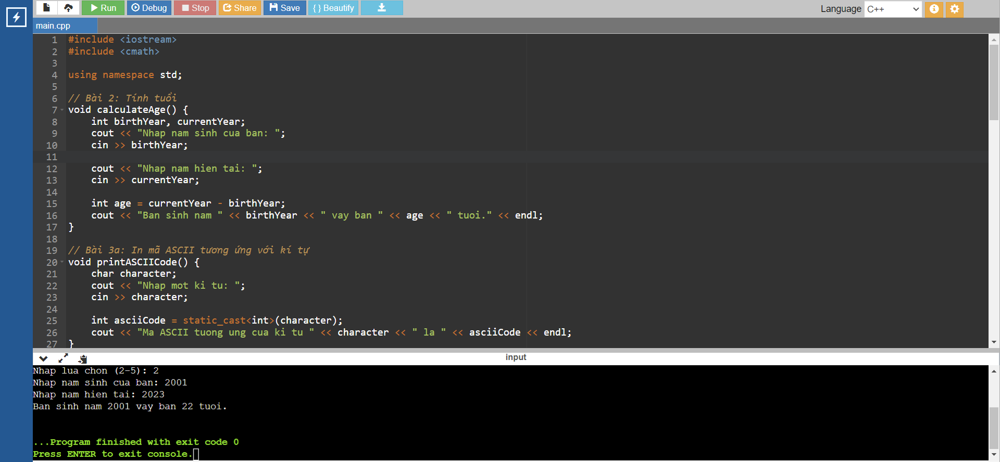 Run Debug Stop Share Save { } Beautify Language C++
main.cpp
1 #include <iostream>
2 #include <cmath>
3
4 using namespace std;
5
6 // Bài 2: Tính tuổi
7 void calculateAge() {
8 int birthYear, currentYear;
9 cout << "Nhap nam sinh cua ban: ";
10 cin >> birthYear;
11
12 cout << "Nhap nam hien tai: ";
13 cin >> currentYear;
14
15 int age = currentYear - birthYear;
16 cout << "Ban sinh nam " << birthYear << " vay ban " << age << " tuoi." << endl;
17 }
18
19 // Bài 3a: In mã ASCII tương ứng với kí tự
20 void printASCIICode() {
21 char character;
22 cout << "Nhap mot ki tu: ";
23 cin >> character;
24
25 int asciiCode = static_cast<int>(character);
26 cout << "Ma ASCII tuong ung cua ki tu " << character << " la " << asciiCode << endl;
27 }
input
Nhap lua chon (2-5): 2
Nhap nam sinh cua ban: 2001
Nhap nam hien tai: 2023
Ban sinh nam 2001 vay ban 22 tuoi.
...Program finished with exit code 0
Press ENTER to exit console.